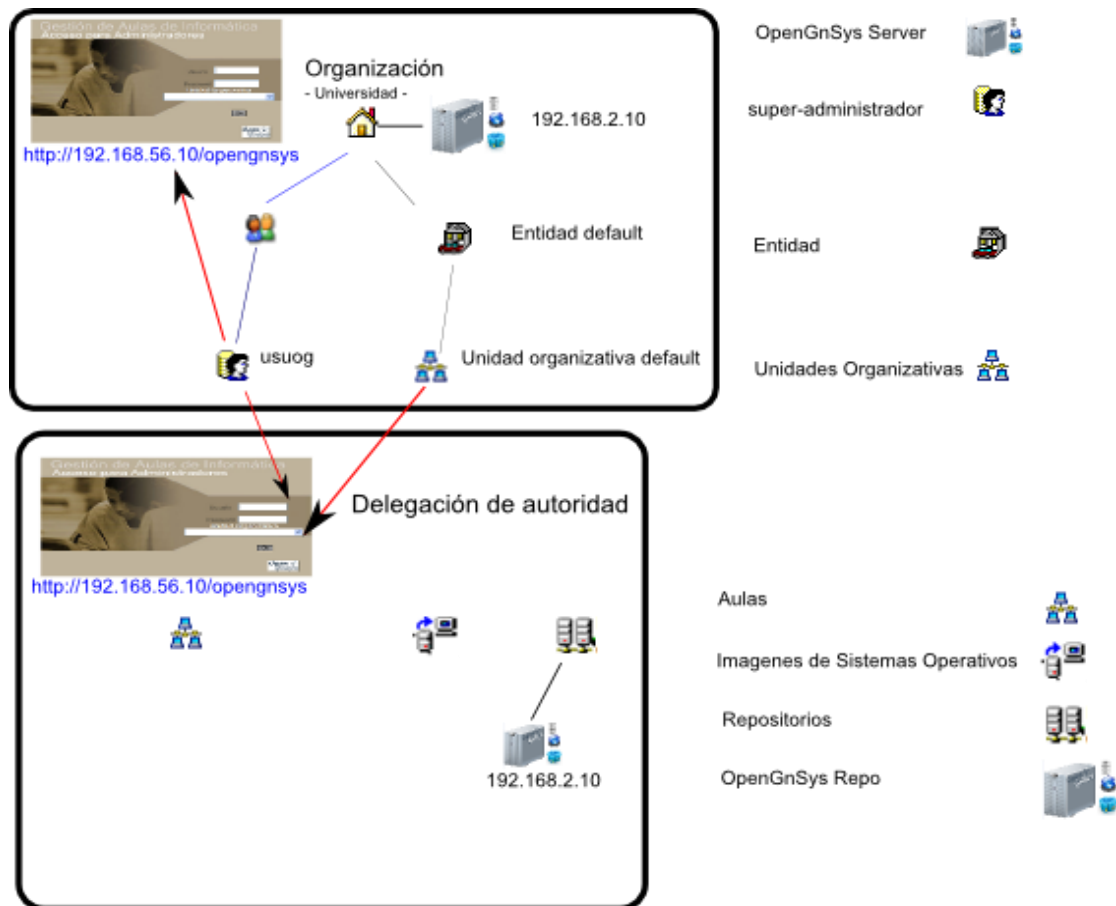 Gestión de Aulas de Informática
Acceso para Administradores
http://192.168.56.10/opengnsys
Organización
- Universidad -
192.168.2.10
Entidad default
usuog
Unidad organizativa default
OpenGnSys Server
super-administrador
Entidad
Unidades Organizativas
Gestión de Aulas de Informática
Acceso para Administradores
http://192.168.56.10/opengnsys
Delegación de autoridad
192.168.2.10
Aulas
Imagenes de Sistemas Operativos
Repositorios
OpenGnSys Repo